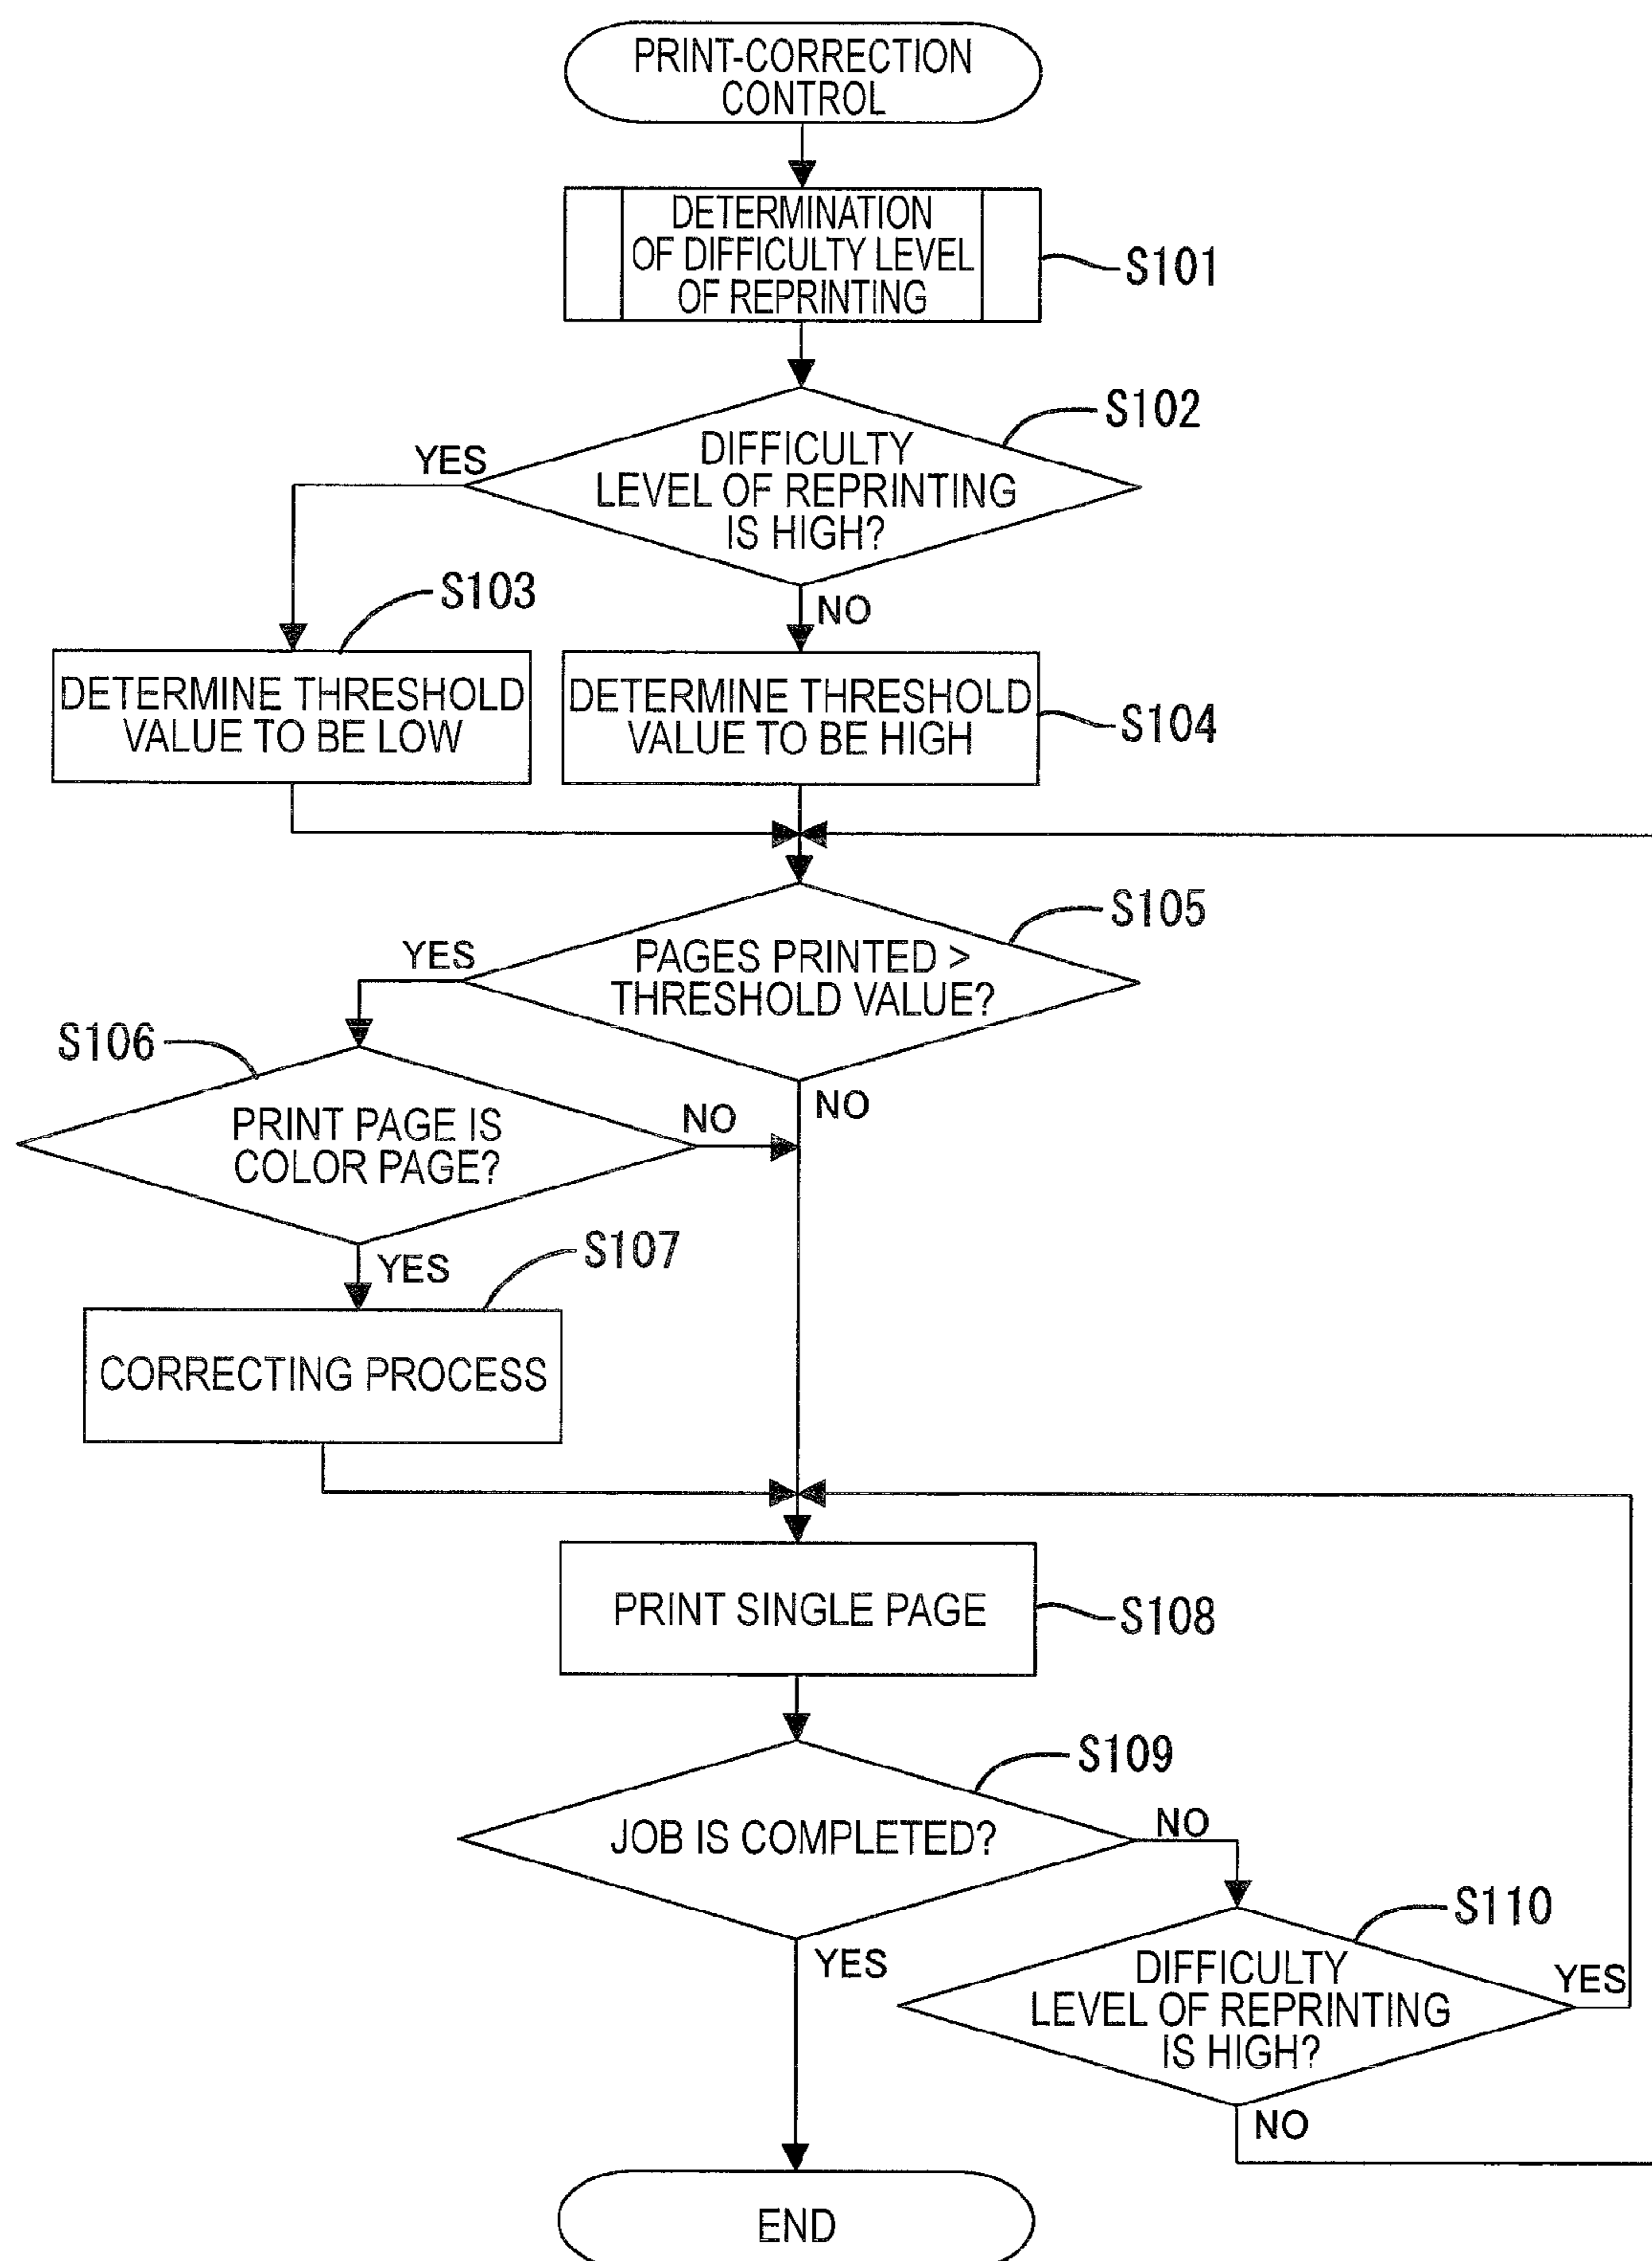 PRINT-CORRECTION
CONTROL
DETERMINATION
OF DIFFICULTY LEVEL
OF REPRINTING
S101
S102
YES
DIFFICULTY
LEVEL OF REPRINTING
IS HIGH?
NO
S103
DETERMINE THRESHOLD
VALUE TO BE LOW
DETERMINE THRESHOLD
VALUE TO BE HIGH
S104
S105
YES
PAGES PRINTED >
THRESHOLD VALUE?
NO
S106
PRINT PAGE IS
COLOR PAGE?
NO
YES
S107
CORRECTING PROCESS
PRINT SINGLE PAGE
S108
S109
JOB IS COMPLETED?
NO
YES
S110
DIFFICULTY
LEVEL OF REPRINTING
IS HIGH?
YES
NO
END